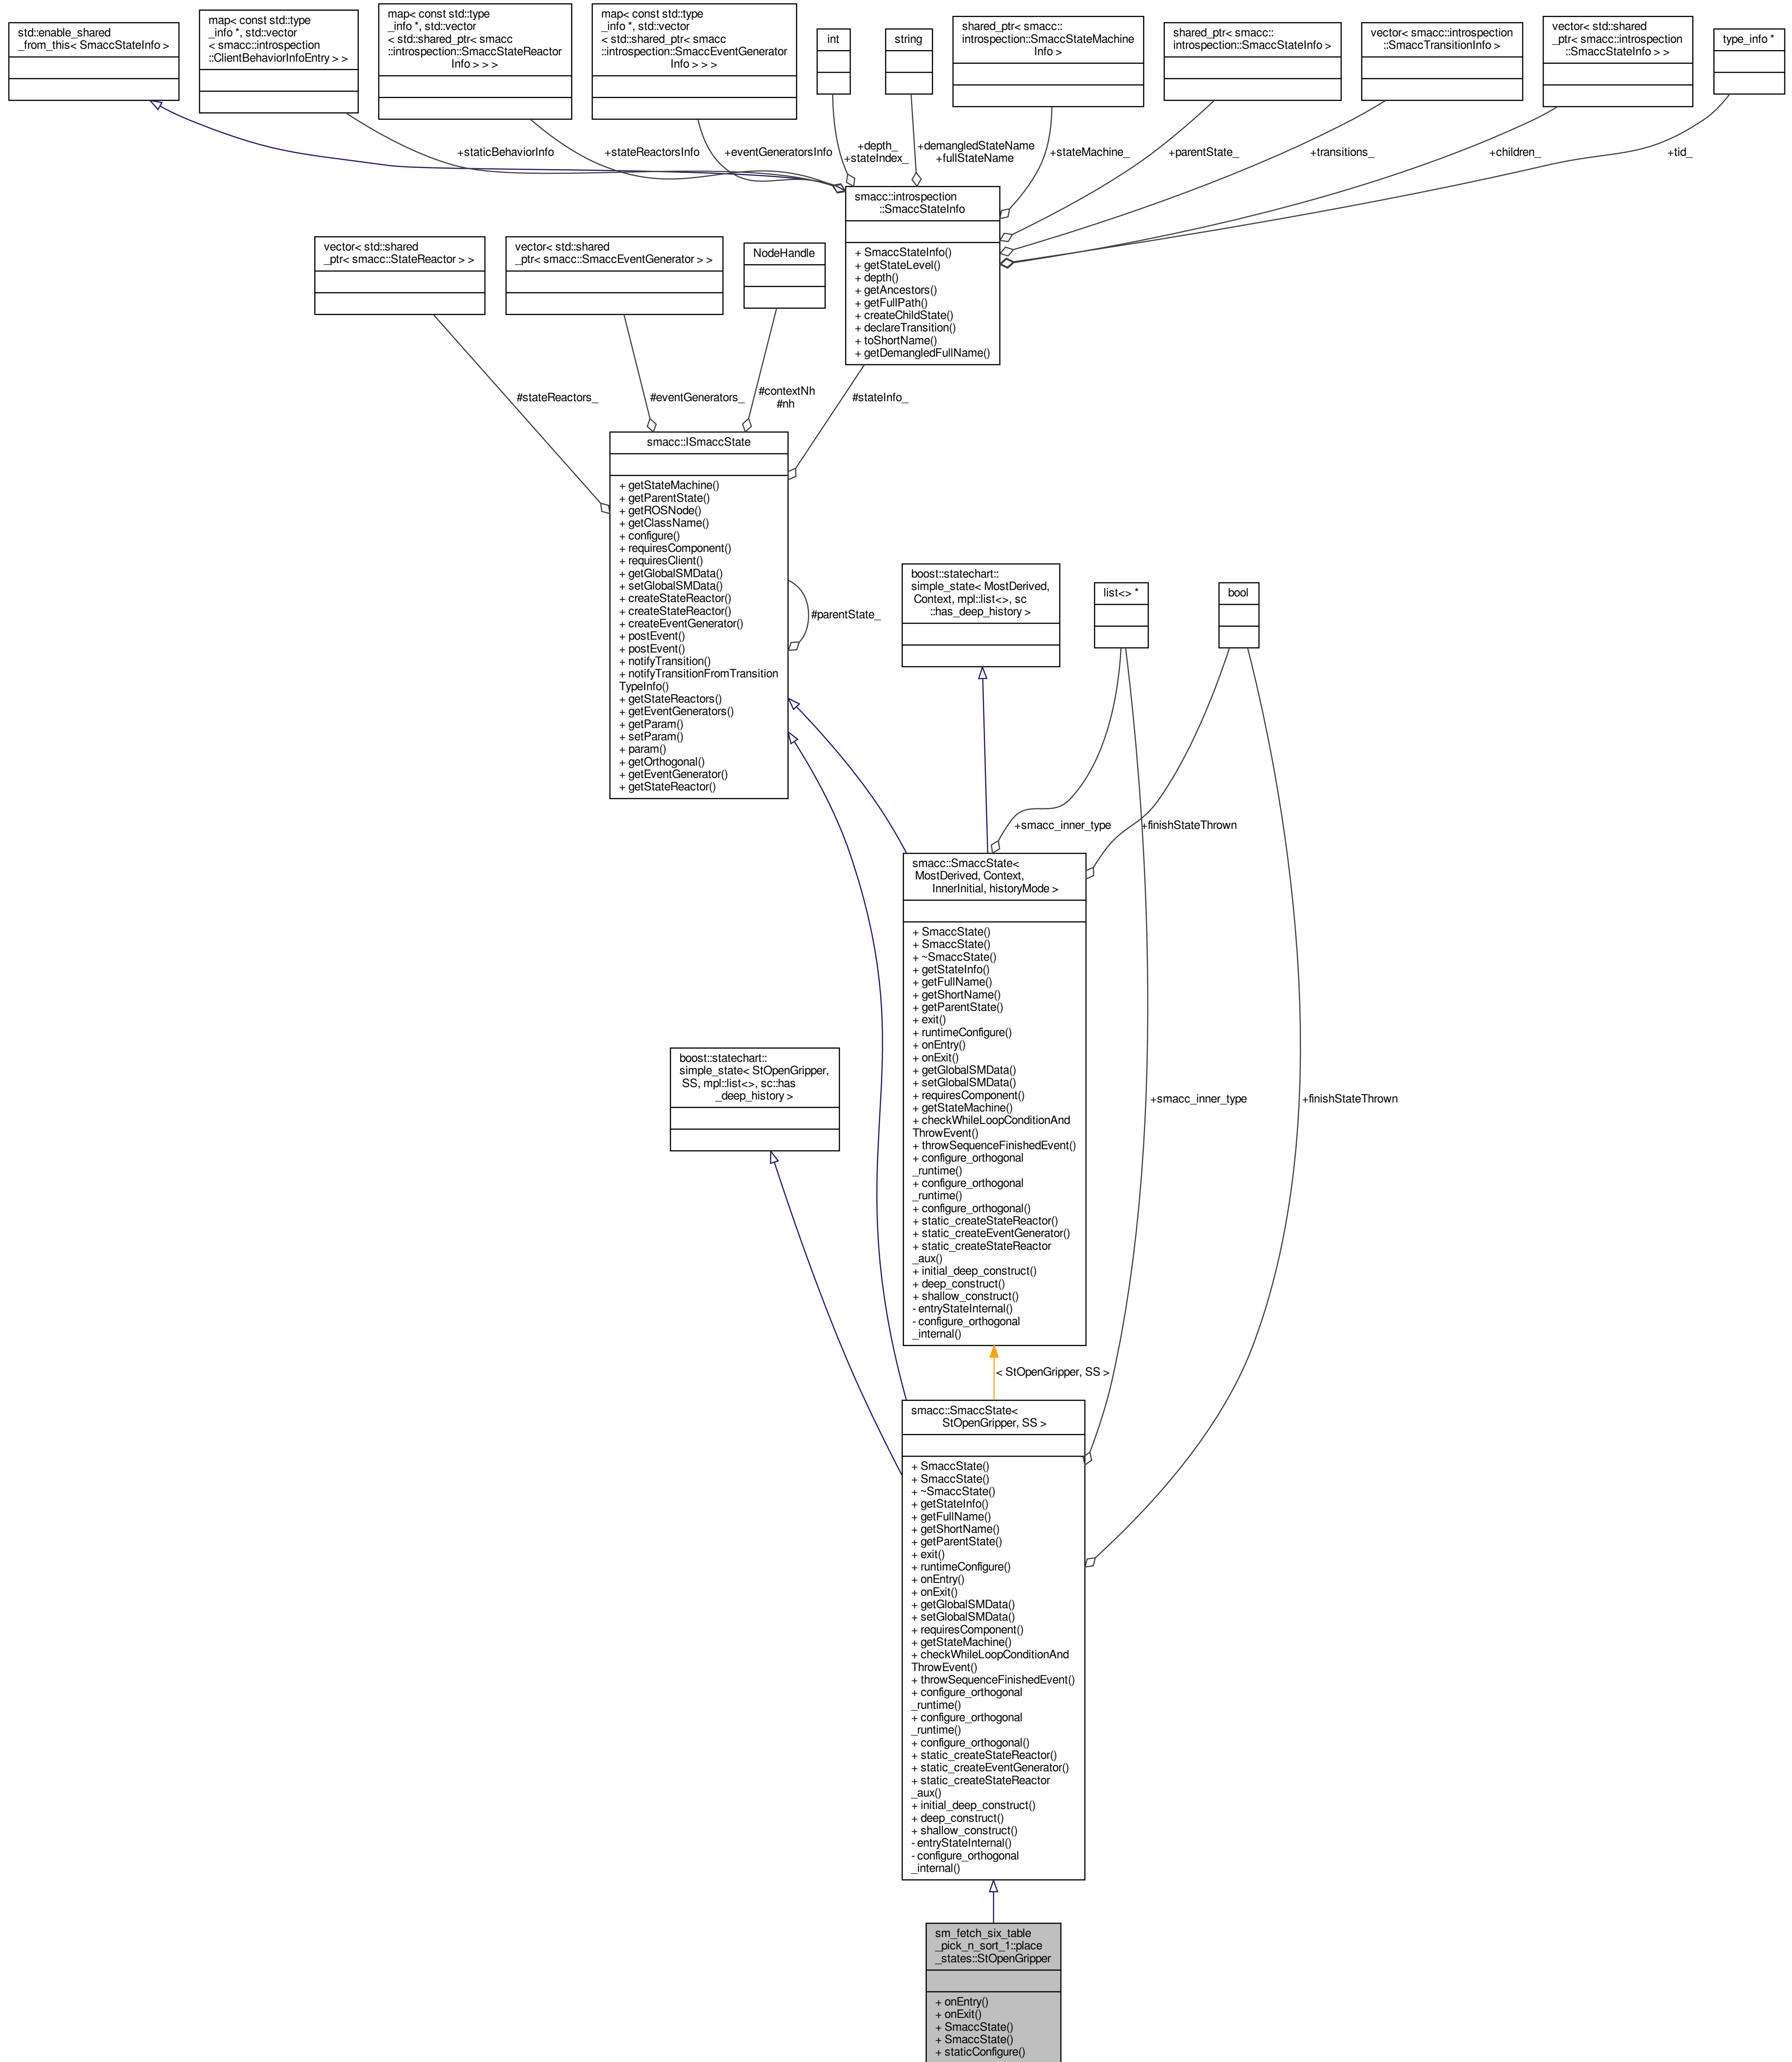 std::enable_shared
_from_this< SmaccStateInfo >
map< const std::type
_info *, std::vector
< smacc::introspection
::ClientBehaviorInfoEntry > >
map< const std::type
_info *, std::vector
< std::shared_ptr< smacc
::introspection::SmaccStateReactor
Info > > >
map< const std::type
_info *, std::vector
< std::shared_ptr< smacc
::introspection::SmaccEventGenerator
Info > > >
int
string
shared_ptr< smacc::
introspection::SmaccStateMachine
Info >
shared_ptr< smacc::
introspection::SmaccStateInfo >
vector< smacc::introspection
::SmaccTransitionInfo >
vector< std::shared
_ptr< smacc::introspection
::SmaccStateInfo > >
type_info *
+staticBehaviorInfo
+stateReactorsInfo
+eventGeneratorsInfo
+depth_
+stateIndex_
+demangledStateName
+fullStateName
+stateMachine_
+parentState_
+transitions_
+children_
+tid_
smacc::introspection
::SmaccStateInfo
+ SmaccStateInfo()
+ getStateLevel()
+ depth()
+ getAncestors()
+ getFullPath()
+ createChildState()
+ declareTransition()
+ toShortName()
+ getDemangledFullName()
vector< std::shared
_ptr< smacc::StateReactor > >
vector< std::shared
_ptr< smacc::SmaccEventGenerator > >
NodeHandle
#stateReactors_
#eventGenerators_
#contextNh
#nh
#stateInfo_
smacc::ISmaccState
+ getStateMachine()
+ getParentState()
+ getROSNode()
+ getClassName()
+ configure()
+ requiresComponent()
+ requiresClient()
+ getGlobalSMData()
+ setGlobalSMData()
+ createStateReactor()
+ createStateReactor()
+ createEventGenerator()
+ postEvent()
+ postEvent()
+ notifyTransition()
+ notifyTransitionFromTransition
TypeInfo()
+ getStateReactors()
+ getEventGenerators()
+ getParam()
+ setParam()
+ param()
+ getOrthogonal()
+ getEventGenerator()
+ getStateReactor()
#parentState_
boost::statechart::
simple_state< MostDerived,
Context, mpl::list<>, sc
::has_deep_history >
list<> *
bool
+smacc_inner_type
+finishStateThrown
smacc::SmaccState<
MostDerived, Context,
InnerInitial, historyMode >
+ SmaccState()
+ SmaccState()
+ ~SmaccState()
+ getStateInfo()
+ getFullName()
+ getShortName()
+ getParentState()
+ exit()
+ runtimeConfigure()
+ onEntry()
+ onExit()
+ getGlobalSMData()
+ setGlobalSMData()
+ requiresComponent()
+ getStateMachine()
+ checkWhileLoopConditionAnd
ThrowEvent()
+ throwSequenceFinishedEvent()
+ configure_orthogonal
_runtime()
+ configure_orthogonal
_runtime()
+ configure_orthogonal()
+ static_createStateReactor()
+ static_createEventGenerator()
+ static_createStateReactor
_aux()
+ initial_deep_construct()
+ deep_construct()
+ shallow_construct()
- entryStateInternal()
- configure_orthogonal
_internal()
boost::statechart::
simple_state< StOpenGripper,
SS, mpl::list<>, sc::has
_deep_history >
+smacc_inner_type
+finishStateThrown
< StOpenGripper, SS >
smacc::SmaccState<
StOpenGripper, SS >
+ SmaccState()
+ SmaccState()
+ ~SmaccState()
+ getStateInfo()
+ getFullName()
+ getShortName()
+ getParentState()
+ exit()
+ runtimeConfigure()
+ onEntry()
+ onExit()
+ getGlobalSMData()
+ setGlobalSMData()
+ requiresComponent()
+ getStateMachine()
+ checkWhileLoopConditionAnd
ThrowEvent()
+ throwSequenceFinishedEvent()
+ configure_orthogonal
_runtime()
+ configure_orthogonal
_runtime()
+ configure_orthogonal()
+ static_createStateReactor()
+ static_createEventGenerator()
+ static_createStateReactor
_aux()
+ initial_deep_construct()
+ deep_construct()
+ shallow_construct()
- entryStateInternal()
- configure_orthogonal
_internal()
sm_fetch_six_table
_pick_n_sort_1::place
_states::StOpenGripper
+ onEntry()
+ onExit()
+ SmaccState()
+ SmaccState()
+ staticConfigure()